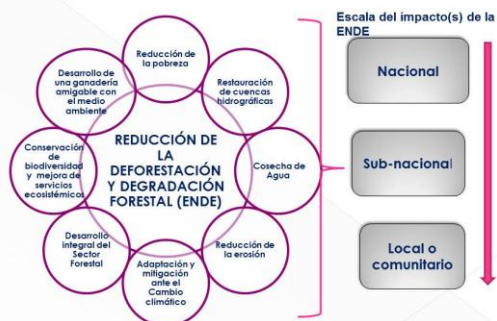 Escala del impacto(s) de la
ENDE
Reducción de
la pobreza
Restauración
de cuencas
hidrográficas
Cosecha de
Agua
Reducción de
la erosión
Adaptación y
mitigación
ante el
Cambio
climático
Desarrollo
integral del
Sector
Forestal
Conservación
de
biodiversidad
y mejora de
servicios
ecosistémicos
Desarrollo de
una ganadería
amigable con
el medio
ambiente
REDUCCIÓN DE
LA
DEFORESTACIÓN
Y DEGRADACIÓN
FORESTAL (ENDE)
Nacional
Sub-nacional
Local o
comunitario